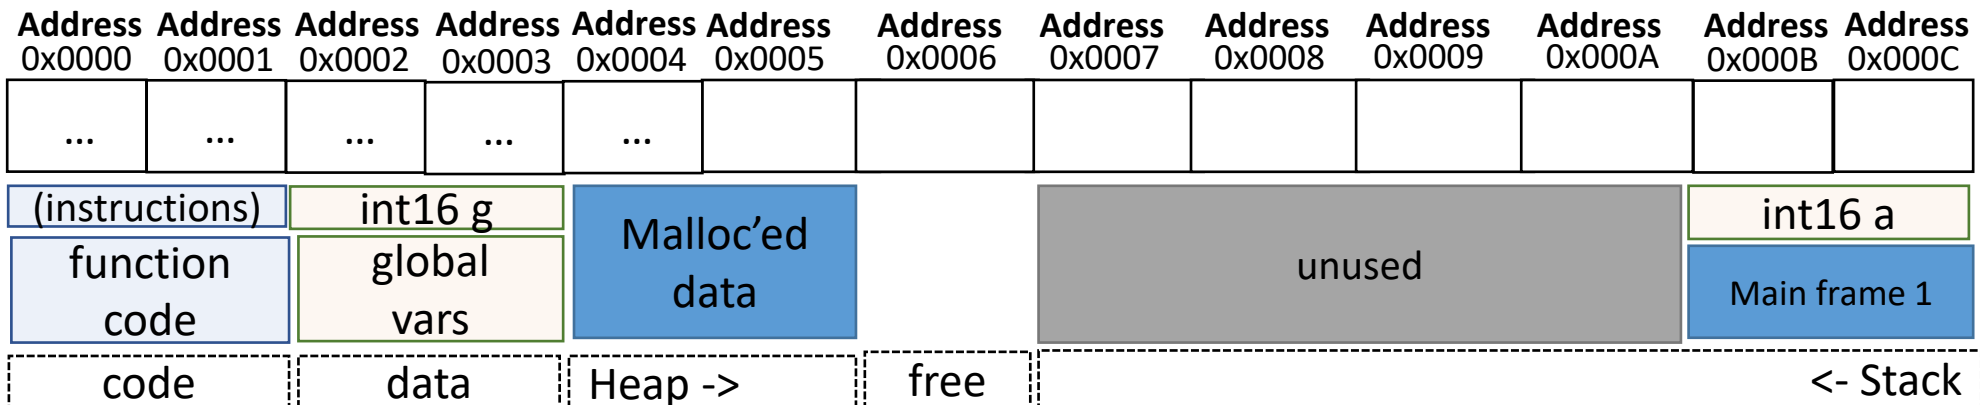 Address Address Address Address Address Address Address Address Address Address Address Address Address
0x0000 0x0001 0x0002 0x0003 0x0004 0x0005 0x0006 0x0007 0x0008 0x0009 0x000A 0x000B 0x000C
... ... ... ... ...
(instructions) int16 g int16 a
function code
global vars
Malloc’ed data
unused
Main frame 1
code data Heap -> free <- Stack